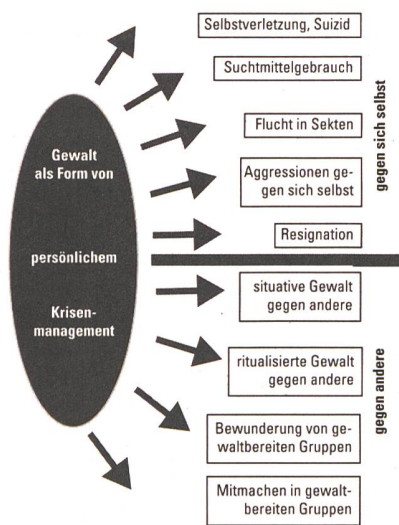 Gewalt
als Form von
persönlichem
Krisen-
management
Selbstverletzung, Suizid
Suchtmittelgebrauch
Flucht in Sekten
Aggressionen ge-
gen sich selbst
Resignation
gegen sich selbst
situative Gewalt
gegen andere
ritualisierte Gewalt
gegen andere
Bewunderung von ge-
waltbereiten Gruppen
Mitmachen in gewalt-
bereiten Gruppen
gegen andere